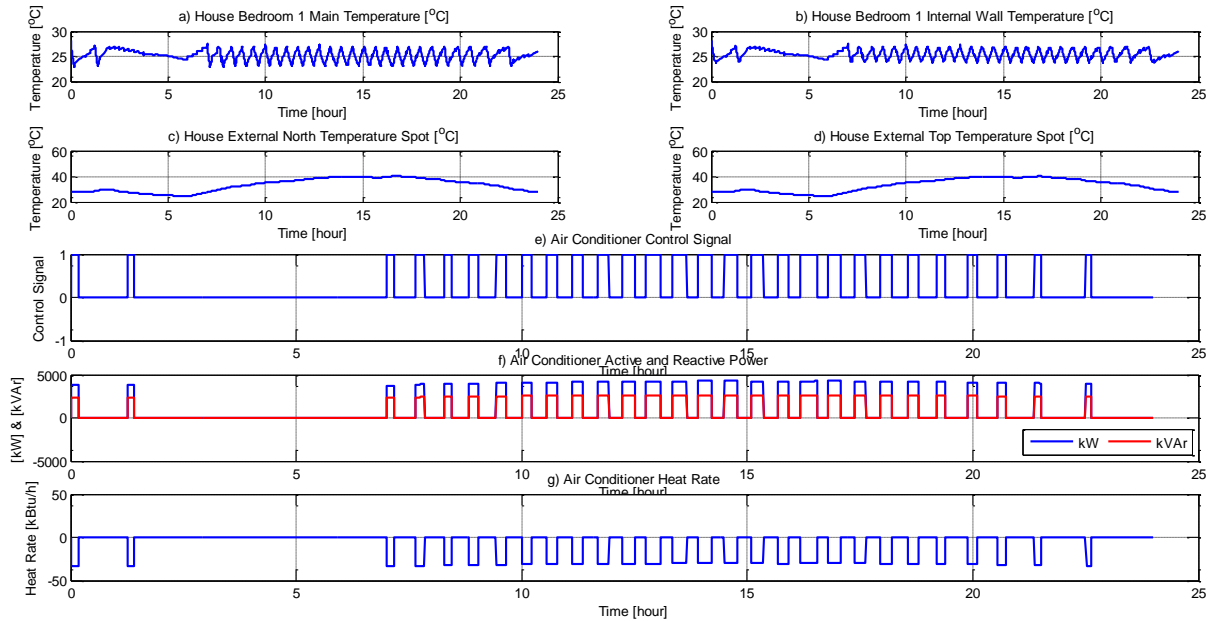 a) House Bedroom 1 Main Temperature [°C]
b) House Bedroom 1 Internal Wall Temperature [°C]
Temperature [°C]
30
25
20
0 5 10 15 20 25
Time [hour]
Temperature [°C]
30
25
20
0 5 10 15 20 25
Time [hour]
c) House External North Temperature Spot [°C]
d) House External Top Temperature Spot [°C]
Temperature [°C]
60
40
20
0 5 10 15 20 25
Time [hour]
Temperature [°C]
60
40
20
0 5 10 15 20 25
Time [hour]
e) Air Conditioner Control Signal
Control Signal
1
0
-1
0 5 10 15 20 25
Time [hour]
f) Air Conditioner Active and Reactive Power
[kW] & [kVAr]
5000
0
-5000
kW
kVAr
0 5 10 15 20 25
Time [hour]
g) Air Conditioner Heat Rate
Heat Rate [kBtu/h]
50
0
-50
0 5 10 15 20 25
Time [hour]